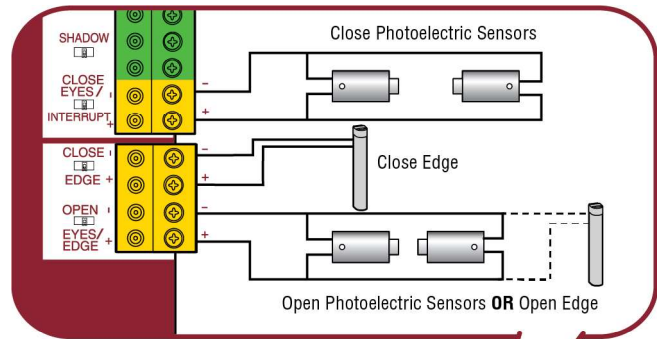 SHADOW
Close Photoelectric Sensors
CLOSE
EYES/ -
INTERRUPT +
-
+
CLOSE -
EDGE +
-
+
Close Edge
OPEN -
EYES/ +
EDGE
-
+
Open Photoelectric Sensors OR Open Edge